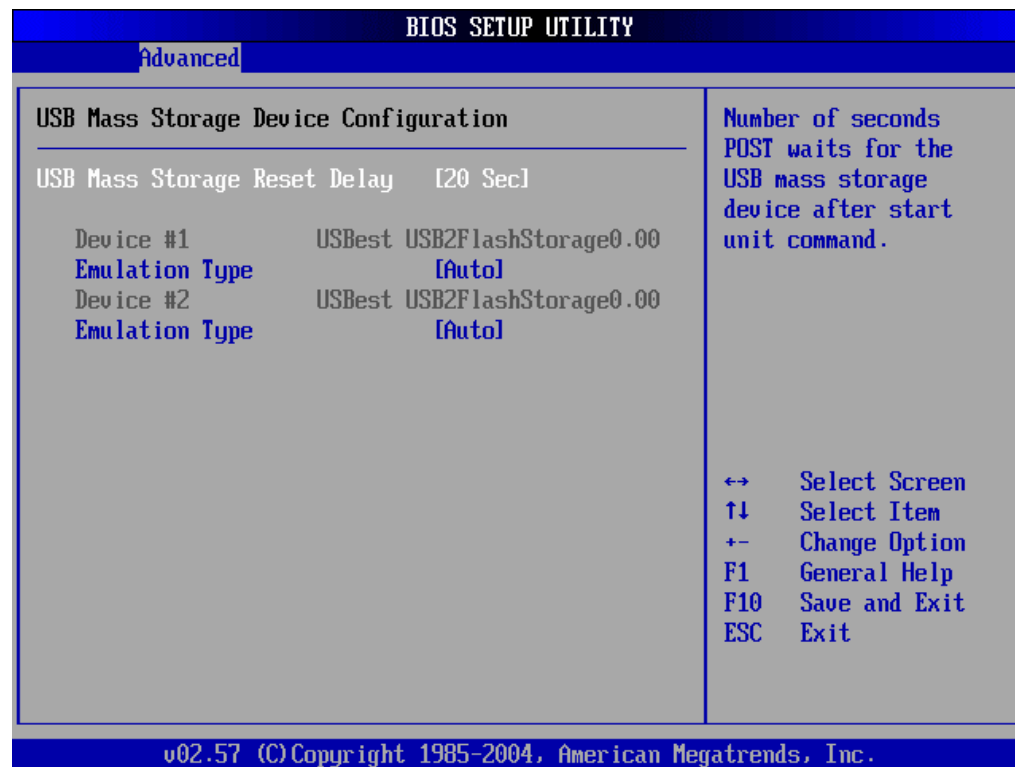 BIOS SETUP UTILITY
Advanced
USB Mass Storage Device Configuration
USB Mass Storage Reset Delay [20 Sec]
Device #1 USBest USB2FlashStorage0.00
Emulation Type [Auto]
Device #2 USBest USB2FlashStorage0.00
Emulation Type [Auto]
Number of seconds
POST waits for the
USB mass storage
device after start
unit command.
←→ Select Screen
↑↓ Select Item
+- Change Option
F1 General Help
F10 Save and Exit
ESC Exit
v02.57 (C)Copyright 1985-2004, American Megatrends, Inc.